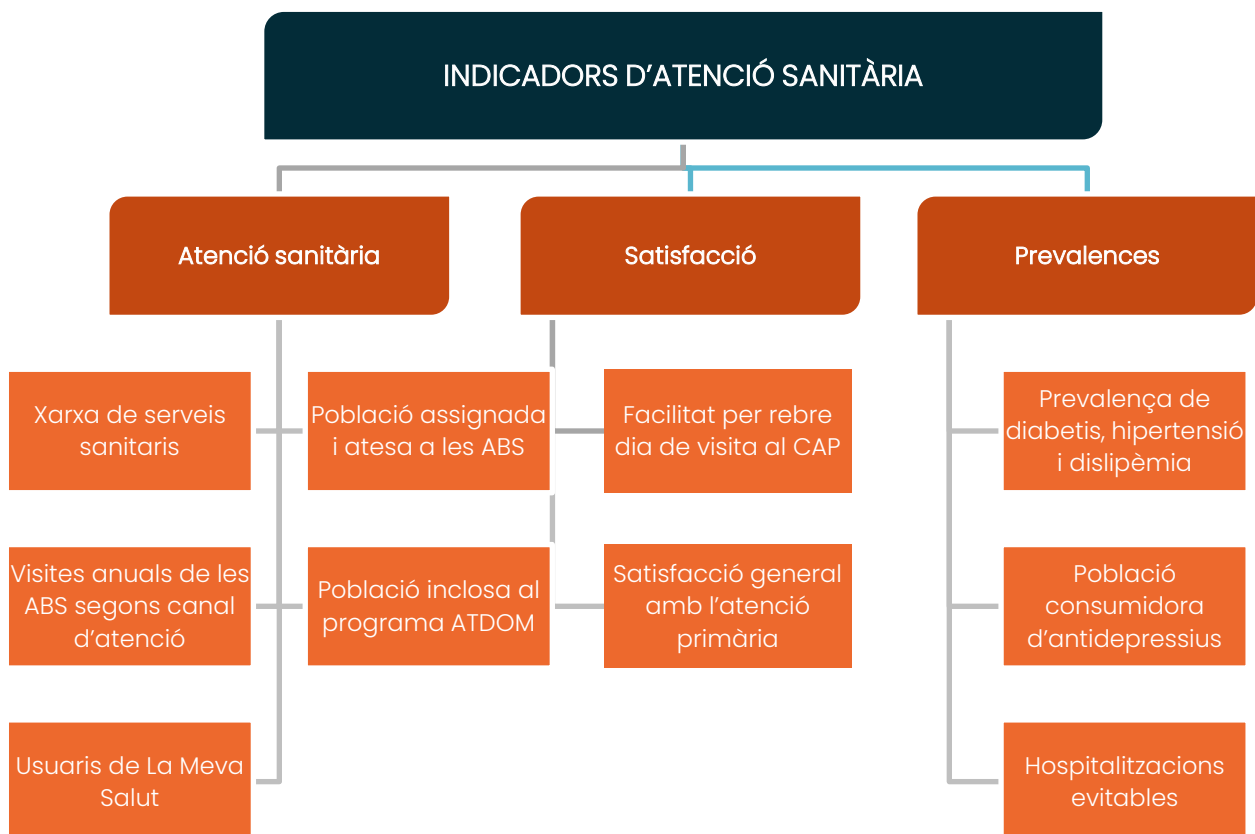 INDICADORS D'ATENCIÓ SANITÀRIA
Atenció sanitària
Satisfacció
Prevalences
Xarxa de serveis
sanitaris
Població assignada
i atesa a les ABS
Facilitat per rebre
dia de visita al CAP
Prevalença de
diabetis, hipertensió
i dislipèmia
Visites anuals de les
ABS segons canal
d'atenció
Població inclosa al
programa ATDOM
Satisfacció general
amb l'atenció
primària
Població
consumidora
d'antidepressius
Usuaris de La Meva
Salut
Hospitalitzacions
evitables